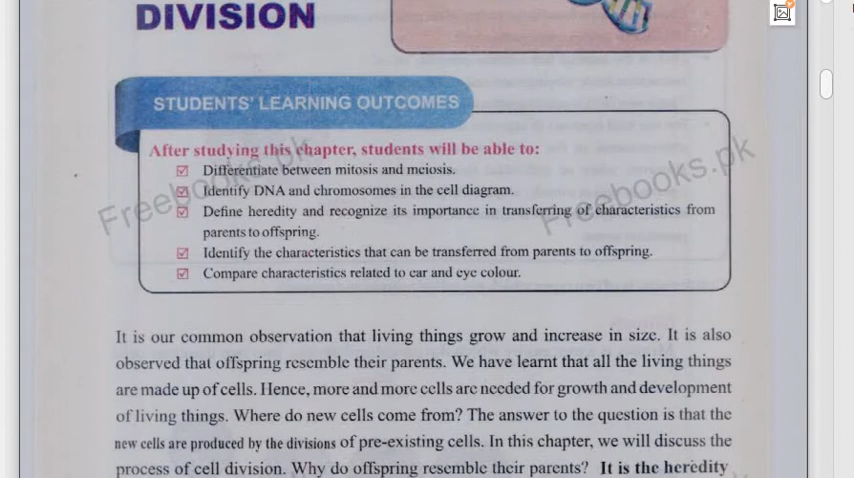 DIVISION
STUDENTS' LEARNING OUTCOMES
After studying this chapter, students will be able to:
Differentiate between mitosis and meiosis.
Identify DNA and chromosomes in the cell diagram.
Define heredity and recognize its importance in transferring of characteristics from
parents to offspring.
Identify the characteristics that can be transferred from parents to offspring.
Compare characteristics related to ear and eye colour.
Freebooks.pk
Freebooks.pk
It is our common observation that living things grow and increase in size. It is also
observed that offspring resemble their parents. We have learnt that all the living things
are made up of cells. Hence, more and more cells are needed for growth and development
of living things. Where do new cells come from? The answer to the question is that the
new cells are produced by the divisions of pre-existing cells. In this chapter, we will discuss the
process of cell division. Why do offspring resemble their parents? It is the heredity